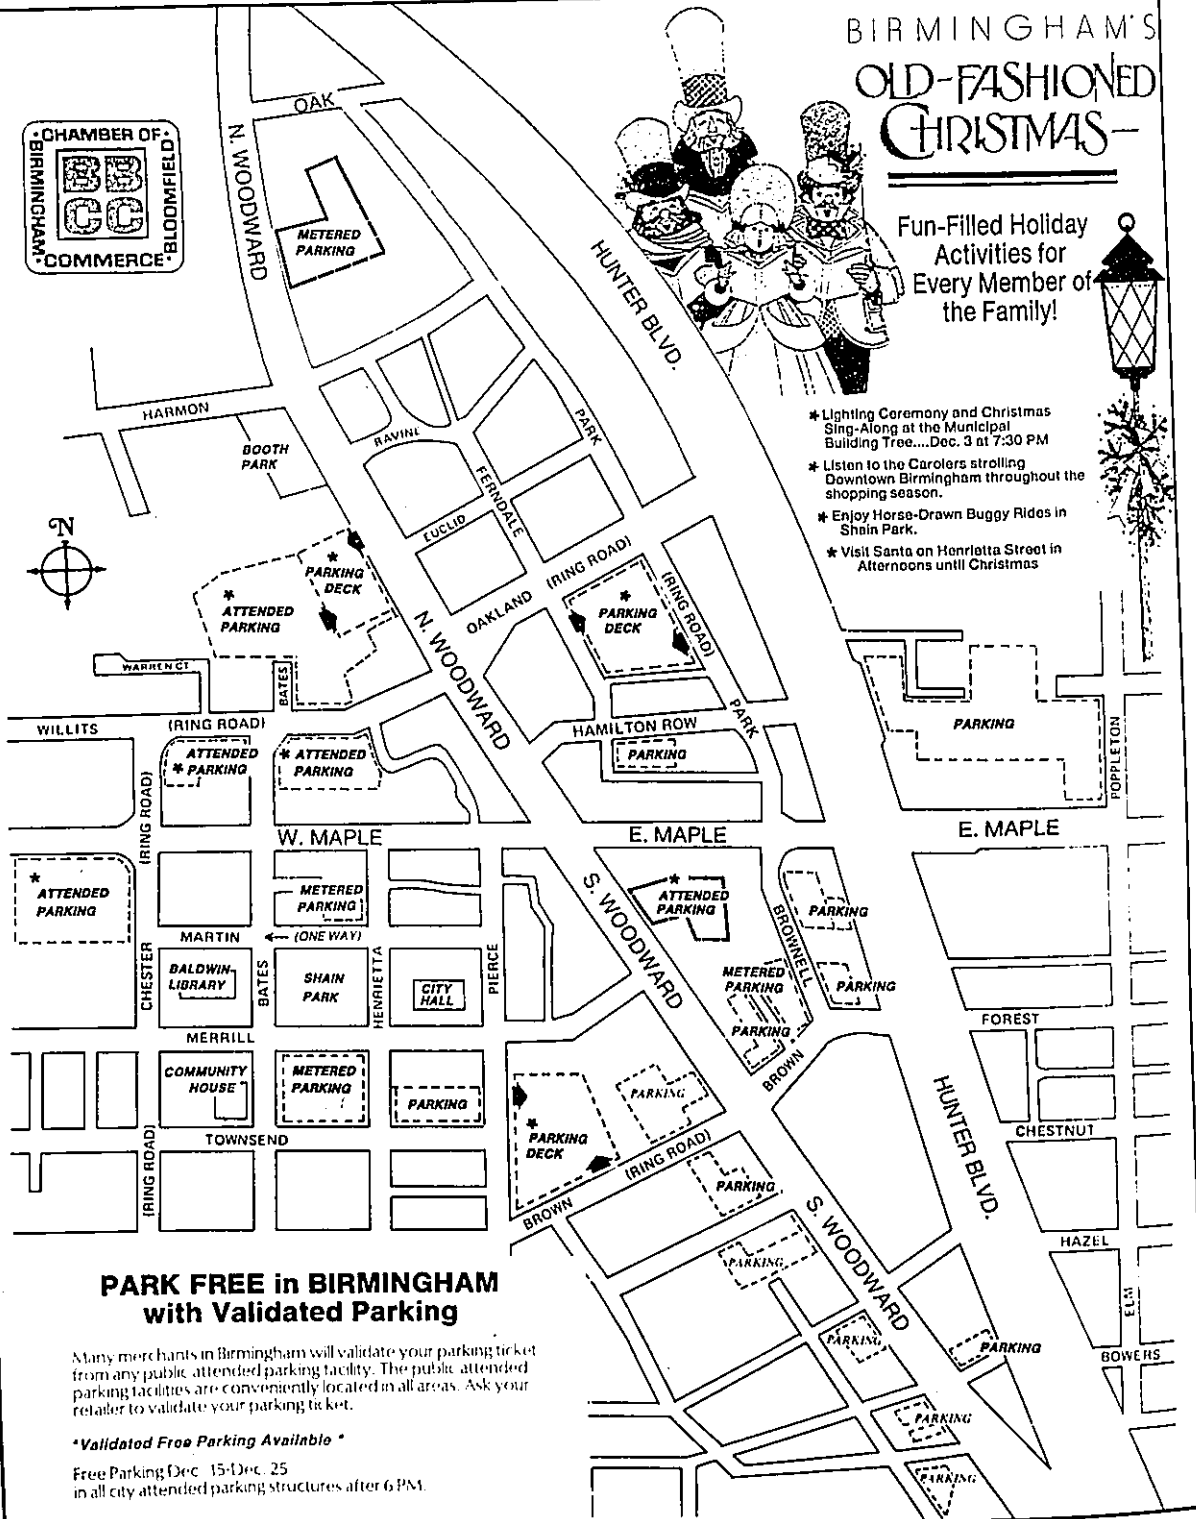 BIRMINGHAM'S
OLD-FASHIONED
CHRISTMAS-
CHAMBER OF
BIRMINGHAM
BB
CC
BLOOMFIELD
COMMERCE
Fun-Filled Holiday
Activities for
Every Member of
the Family!
* Lighting Ceremony and Christmas
Sing-Along at the Municipal
Building Tree....Dec. 3 at 7:30 PM
* Listen to the Carolers strolling
Downtown Birmingham throughout the
shopping season.
* Enjoy Horse-Drawn Buggy Rides in
Shain Park.
* Visit Santa on Henrietta Street in
Afternoons until Christmas
OAK
N. WOODWARD
METERED
PARKING
HUNTER BLVD.
HARMON
BOOTH
PARK
RAVINE
PARK
FERNDALE
EUCLID
N
* PARKING
DECK
* ATTENDED
PARKING
OAKLAND
(RING ROAD)
* PARKING
DECK
(RING ROAD)
N. WOODWARD
WARREN CT.
BATES
WILLITS
(RING ROAD)
HAMILTON ROW
PARK
PARKING
PARKING
POPPLETON
ATTENDED
* PARKING
* ATTENDED
PARKING
(RING ROAD)
W. MAPLE
E. MAPLE
E. MAPLE
* ATTENDED
PARKING
METERED
PARKING
S. WOODWARD
* ATTENDED
PARKING
BROWNELL
PARKING
MARTIN
(ONE WAY)
CHESTER
BALDWIN
LIBRARY
BATES
SHAIN
PARK
HENRIETTA
CITY
HALL
PIERCE
METERED
PARKING
PARKING
PARKING
MERRILL
FOREST
COMMUNITY
HOUSE
METERED
PARKING
PARKING
PARKING
BROWN
HUNTER BLVD.
* PARKING
DECK
TOWNSEND
CHESTNUT
(RING ROAD)
(RING ROAD)
BROWN
PARKING
S. WOODWARD
HAZEL
PARKING
ELM
PARKING
PARKING
BOWERS
PARKING
PARKING
PARK FREE in BIRMINGHAM
with Validated Parking
Many merchants in Birmingham will validate your parking ticket
from any public attended parking facility. The public attended
parking facilities are conveniently located in all areas. Ask your
retailer to validate your parking ticket.
*Validated Free Parking Available *
Free Parking Dec. 15-Dec. 25
in all city attended parking structures after 6 PM.